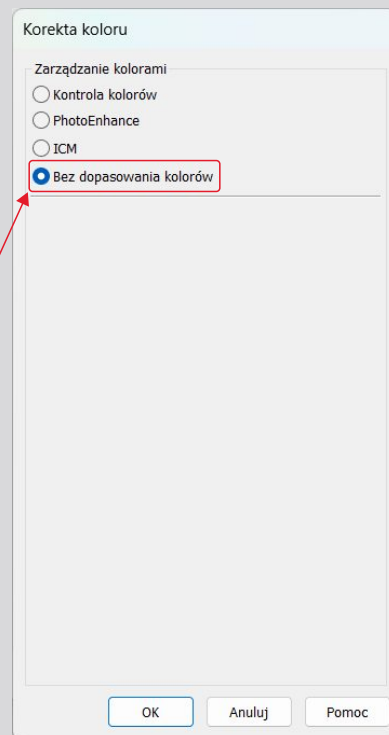 Korekta koloru
Zarządzanie kolorami
Kontrola kolorów
PhotoEnhance
ICM
Bez dopasowania kolorów
OK Anuluj Pomoc